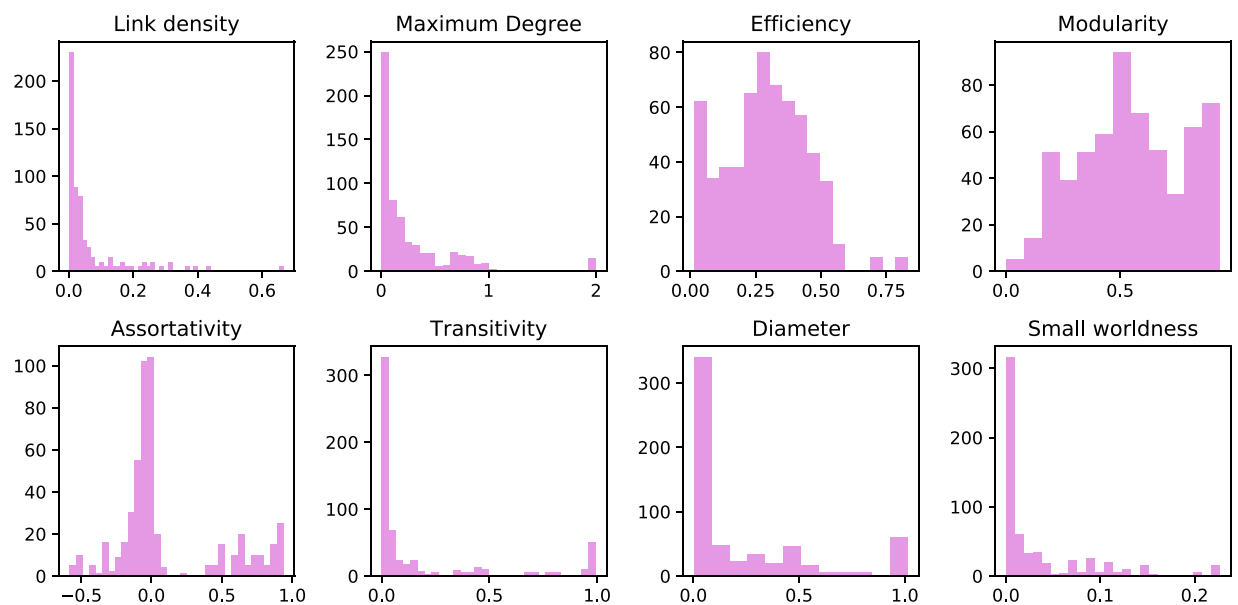 Link density
Maximum Degree
Efficiency
Modularity
200
150
100
50
0
0.0 0.2 0.4 0.6
250
200
150
100
50
0
0 1 2
80
60
40
20
0
0.00 0.25 0.50 0.75
80
60
40
20
0
0.0 0.5
Assortativity
Transitivity
Diameter
Small worldness
100
80
60
40
20
0
−0.5 0.0 0.5 1.0
300
200
100
0
0.0 0.5 1.0
300
200
100
0
0.0 0.5 1.0
300
200
100
0
0.0 0.1 0.2